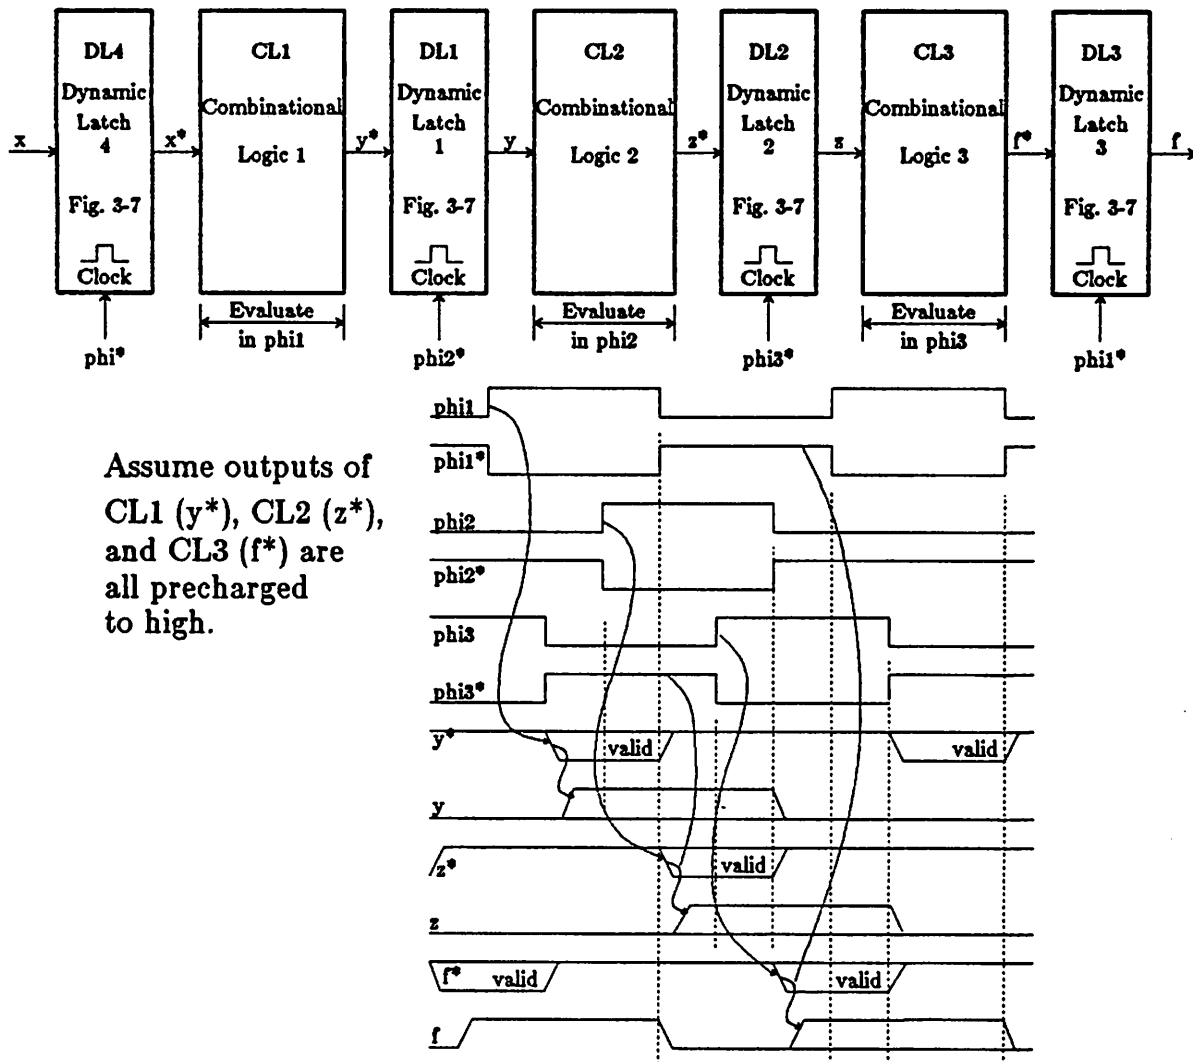 DL4
CL1
DL1
CL2
DL2
CL3
DL3
Dynamic
Latch
4
Combinational
Logic 1
Dynamic
Latch
1
Combinational
Logic 2
Dynamic
Latch
2
Combinational
Logic 3
Dynamic
Latch
3
x
x*
y*
y
z*
z
f*
f
Fig. 3-7
Fig. 3-7
Fig. 3-7
Fig. 3-7
Clock
Clock
Clock
Clock
Evaluate
in phi1
Evaluate
in phi2
Evaluate
in phi3
phi*
phi2*
phi3*
phi1*
Assume outputs of
CL1 (y*), CL2 (z*),
and CL3 (f*) are
all precharged
to high.
phi1
phi1*
phi2
phi2*
phi3
phi3*
y* valid valid
y
z* valid
z
f* valid valid
f